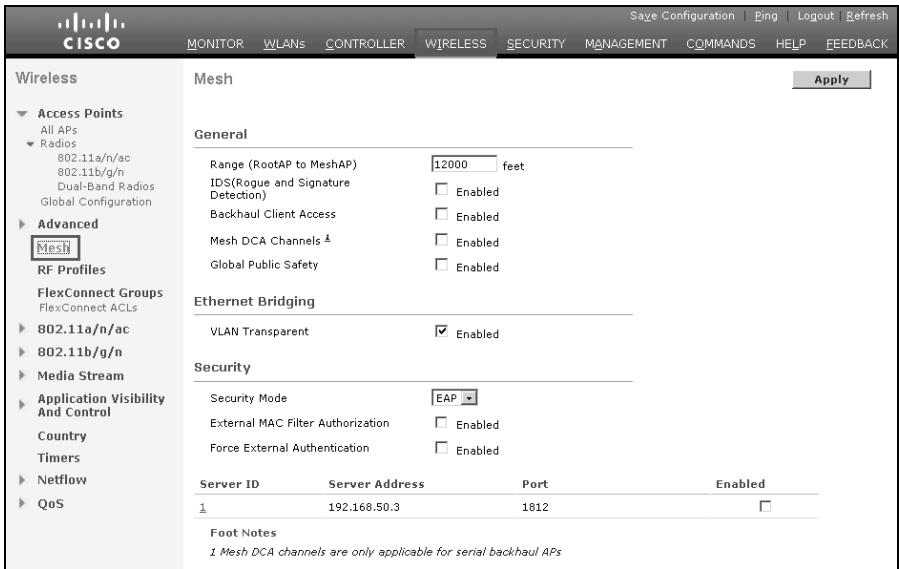 Save Configuration | Ping | Logout | Refresh
CISCO
MONITOR WLANs CONTROLLER WIRELESS SECURITY MANAGEMENT COMMANDS HELP FEEDBACK
Wireless
Access Points
All APs
Radios
802.11a/n/ac
802.11b/g/n
Dual-Band Radios
Global Configuration
Advanced
Mesh
RF Profiles
FlexConnect Groups
FlexConnect ACLs
802.11a/n/ac
802.11b/g/n
Media Stream
Application Visibility
And Control
Country
Timers
Netflow
QoS
Mesh
Apply
General
Range (RootAP to MeshAP) 12000 feet
IDS(Rogue and Signature
Detection) Enabled
Backhaul Client Access Enabled
Mesh DCA Channels 1 Enabled
Global Public Safety Enabled
Ethernet Bridging
VLAN Transparent Enabled
Security
Security Mode EAP
External MAC Filter Authorization Enabled
Force External Authentication Enabled
Server ID Server Address Port Enabled
1 192.168.50.3 1812
Foot Notes
1 Mesh DCA channels are only applicable for serial backhaul APs